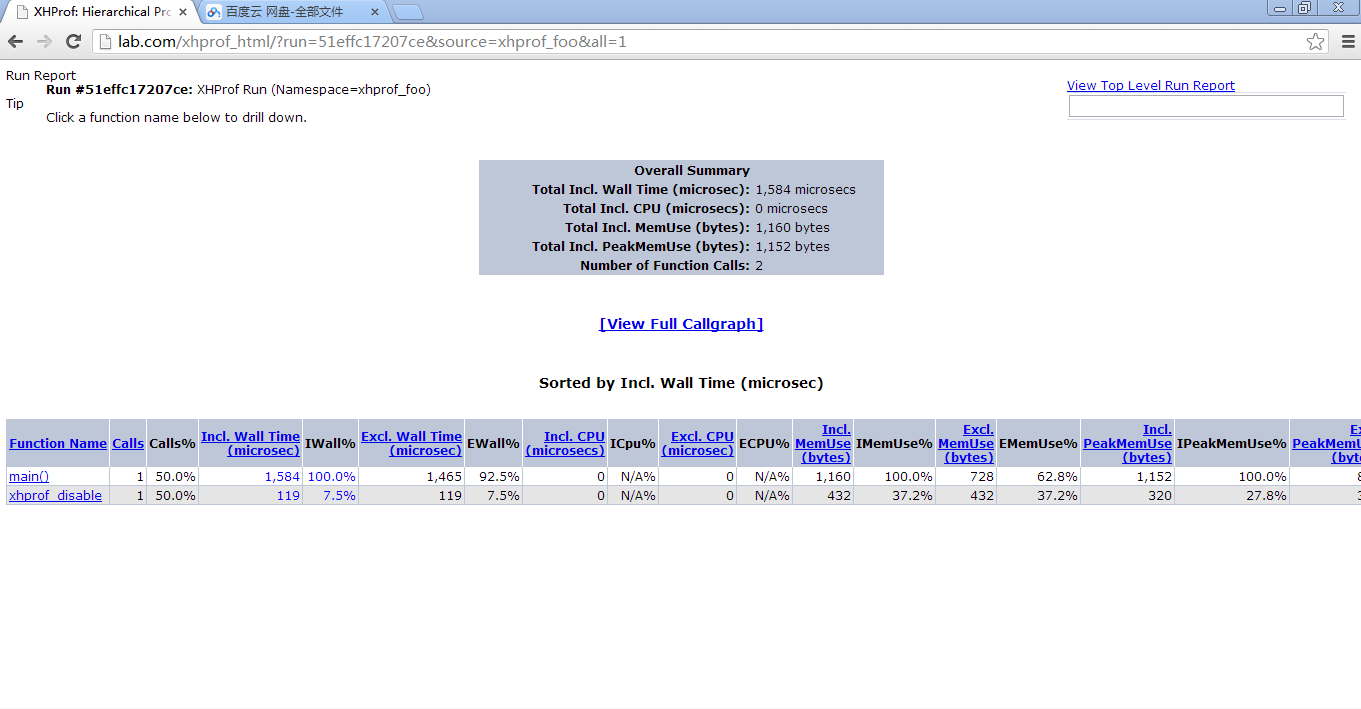 XHProf: Hierarchical Pro
百度云 网盘-全部文件
lab.com/xhprof_html/?run=51effc17207ce&source=xhprof_foo&all=1
Run Report
Run #51effc17207ce: XHProf Run (Namespace=xhprof_foo)
Tip
Click a function name below to drill down.
View Top Level Run Report
Overall Summary
Total Incl. Wall Time (microsec): 1,584 microsecs
Total Incl. CPU (microsecs): 0 microsecs
Total Incl. MemUse (bytes): 1,160 bytes
Total Incl. PeakMemUse (bytes): 1,152 bytes
Number of Function Calls: 2
[View Full Callgraph]
Sorted by Incl. Wall Time (microsec)
Function Name Calls Calls% Incl. Wall Time (microsec) IWall% Excl. Wall Time (microsec) EWall% Incl. CPU (microsecs) ICpu% Excl. CPU (microsec) ECPU% Incl. MemUse (bytes) IMemUse% Excl. MemUse (bytes) EMemUse% Incl. PeakMemUse (bytes) IPeakMemUse%
main() 1 50.0% 1,584 100.0% 1,465 92.5% 0 N/A% 0 N/A% 1,160 100.0% 728 62.8% 1,152 100.0%
xhprof_disable 1 50.0% 119 7.5% 119 7.5% 0 N/A% 0 N/A% 432 37.2% 432 37.2% 320 27.8%